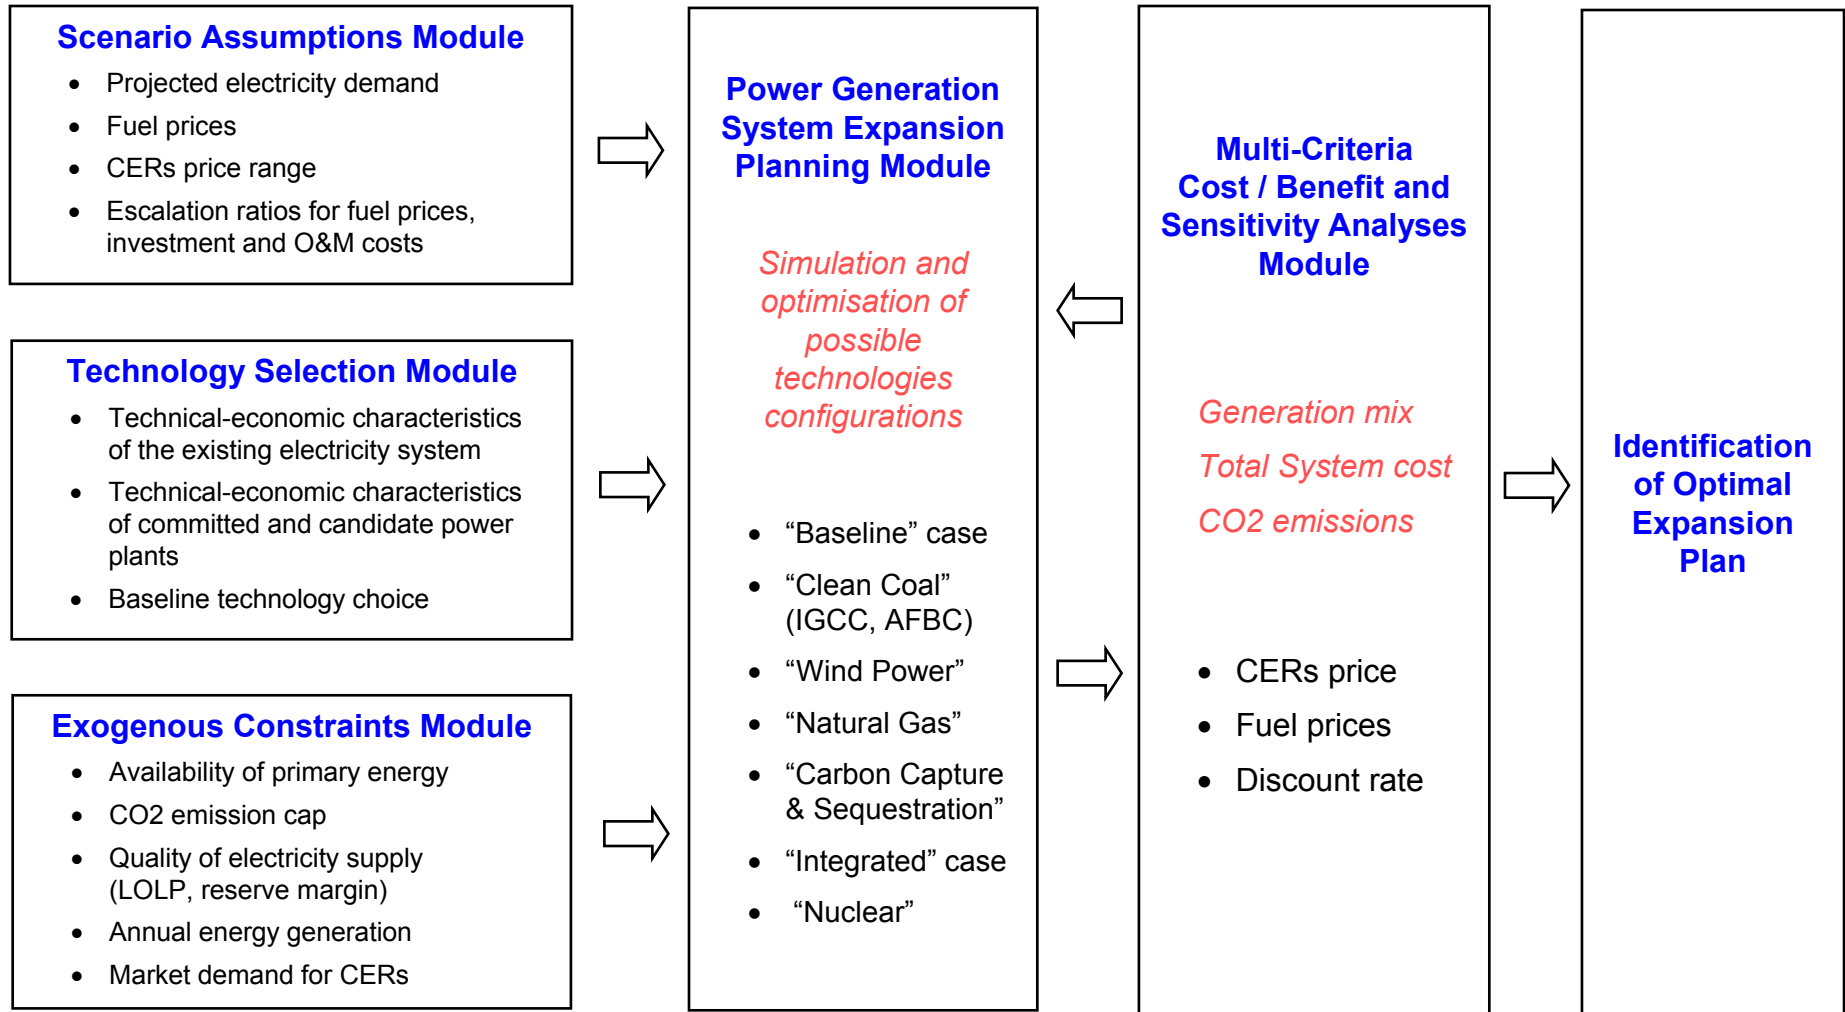 Scenario Assumptions Module
• Projected electricity demand
• Fuel prices
• CERs price range
• Escalation ratios for fuel prices,
investment and O&M costs
Technology Selection Module
• Technical-economic characteristics
of the existing electricity system
• Technical-economic characteristics
of committed and candidate power
plants
• Baseline technology choice
Exogenous Constraints Module
• Availability of primary energy
• CO2 emission cap
• Quality of electricity supply
(LOLP, reserve margin)
• Annual energy generation
• Market demand for CERs
Power Generation
System Expansion
Planning Module
Simulation and
optimisation of
possible
technologies
configurations
• “Baseline” case
• “Clean Coal”
(IGCC, AFBC)
• “Wind Power”
• “Natural Gas”
• “Carbon Capture
& Sequestration”
• “Integrated” case
• “Nuclear”
Multi-Criteria
Cost / Benefit and
Sensitivity Analyses
Module
Generation mix
Total System cost
CO2 emissions
• CERs price
• Fuel prices
• Discount rate
Identification
of Optimal
Expansion
Plan